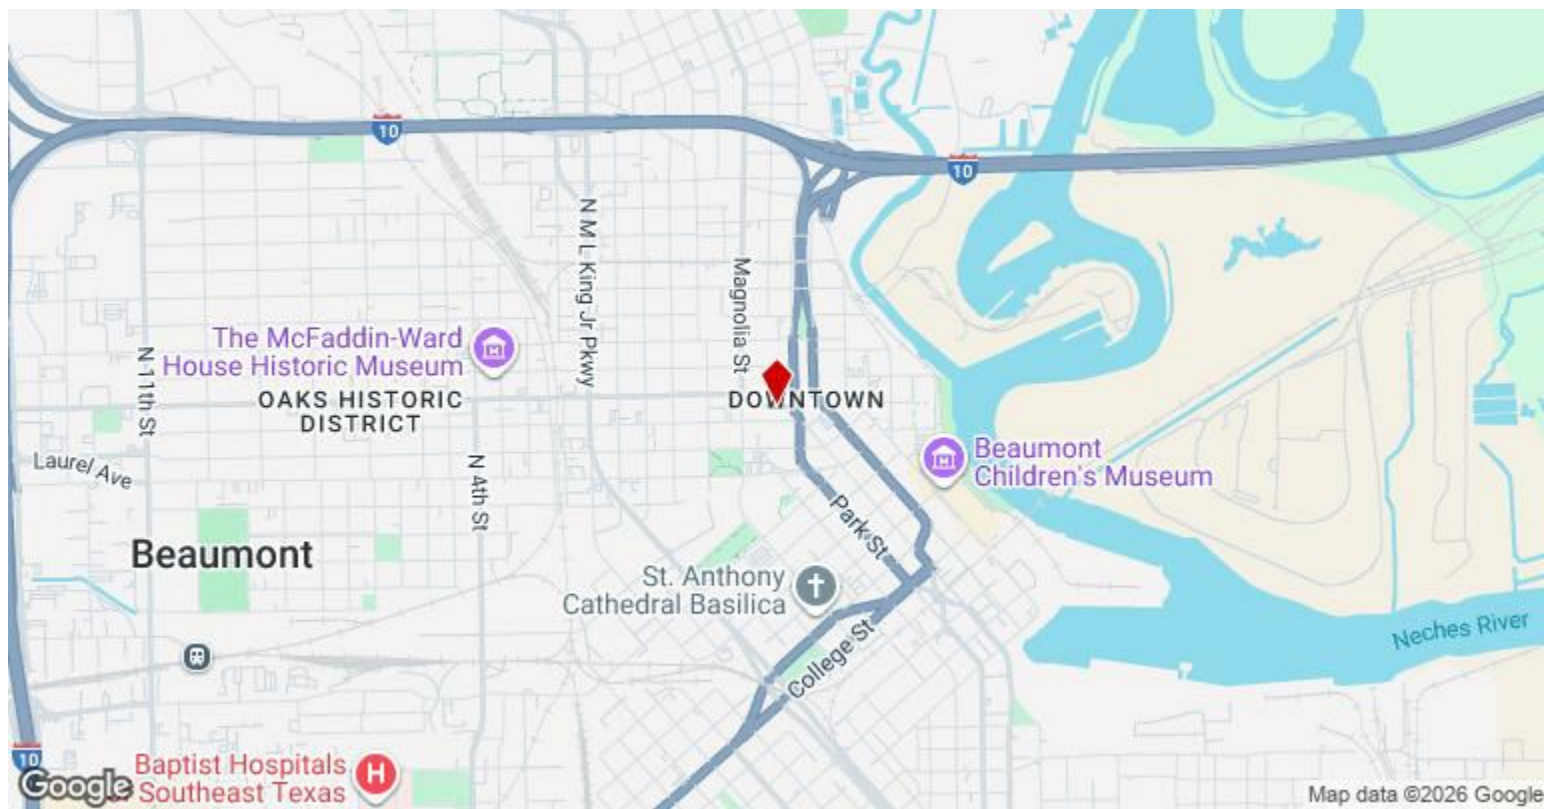 10
10
N M L King Jr Pkwy
Magnolia St
The McFaddin-Ward
House Historic Museum
N 11th St
OAKS HISTORIC
DISTRICT
DOWNTOWN
Laurel Ave
N 4th St
Beaumont
Children's Museum
Park St
Beaumont
St. Anthony
Cathedral Basilica
Neches River
College St
10
Baptist Hospitals
Southeast Texas
H
Google
Map data ©2026 Google